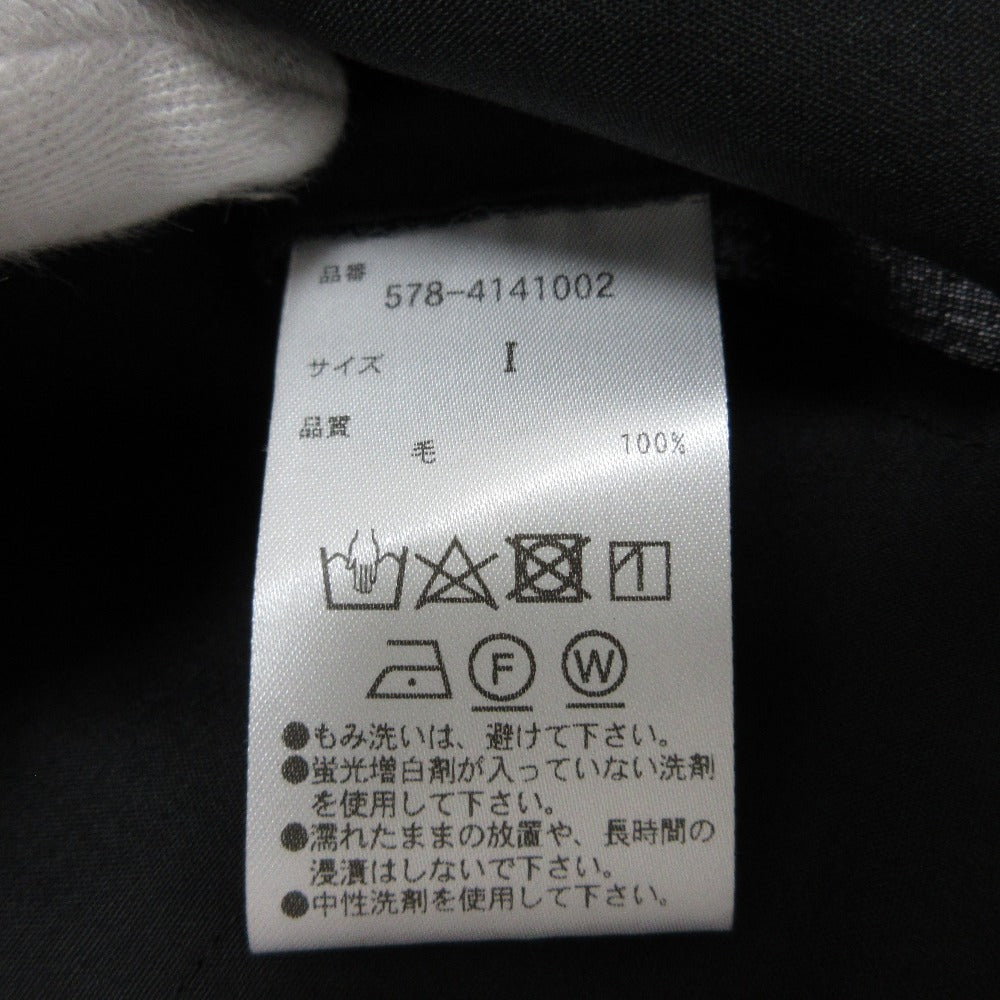 品番 578-4141002
サイズ I
品質
毛 100%
F W
●もみ洗いは、避けて下さい。
●蛍光増白剤が入っていない洗剤
を使用して下さい。
●濡れたままの放置や、長時間の
浸漬はしないで下さい。
●中性洗剤を使用して下さい。